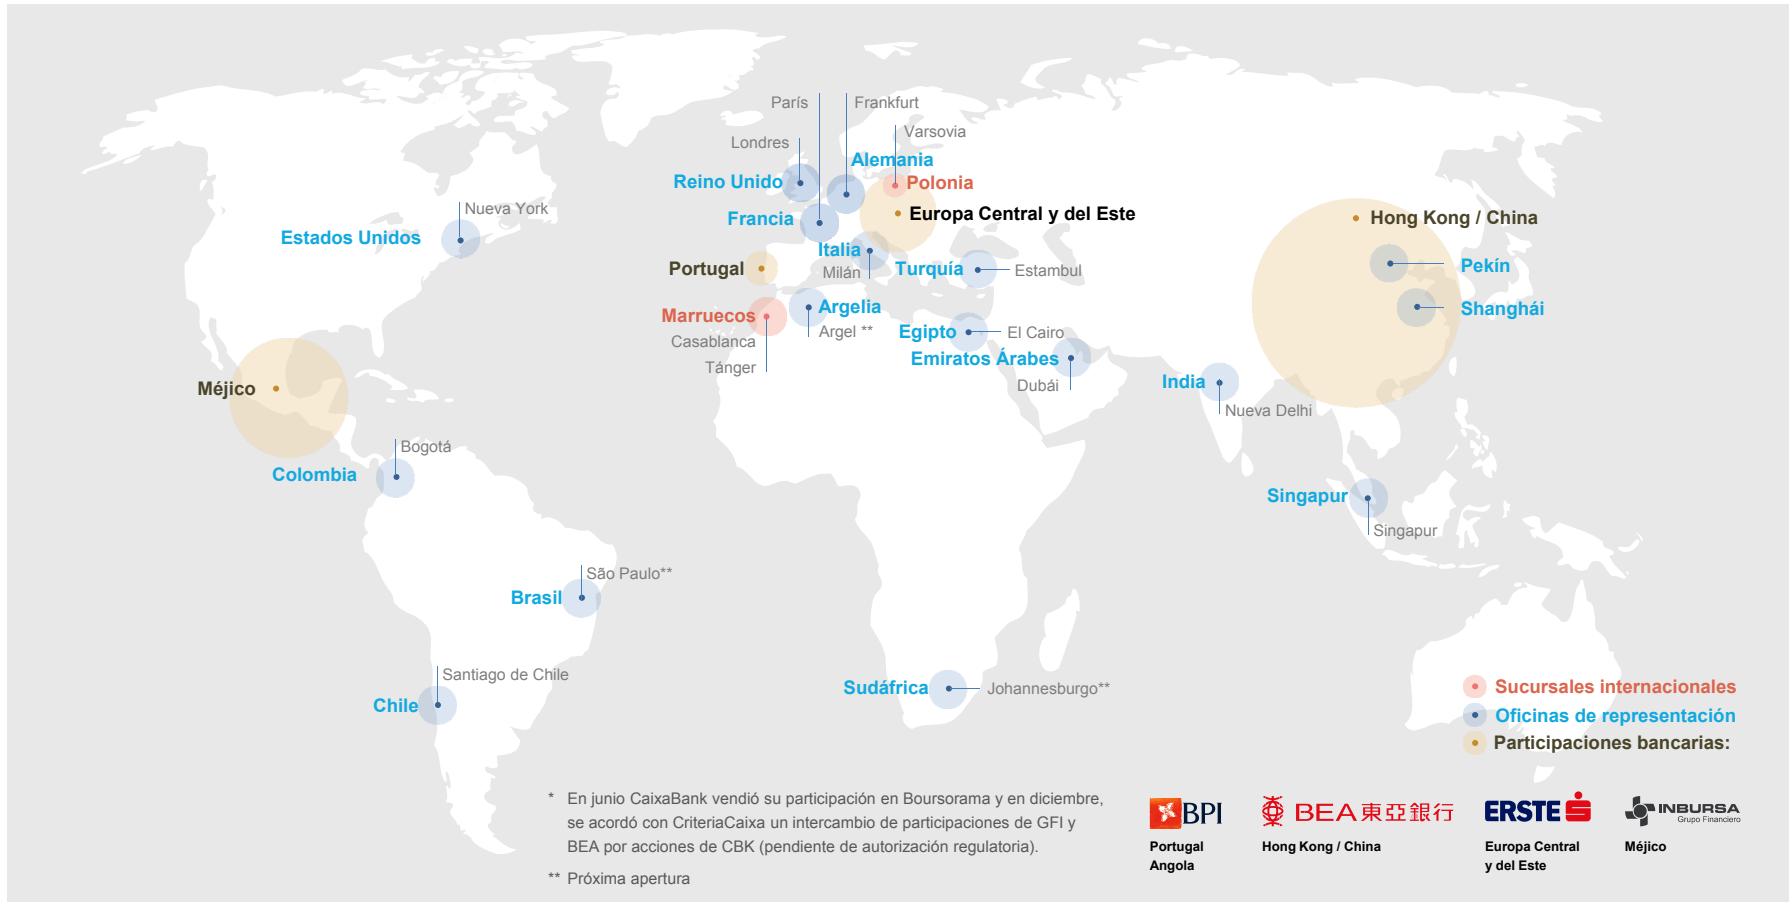 París
Frankfurt
Londres
Varsovia
Alemania
Reino Unido
Polonia
Nueva York
Francia
Europa Central y del Este
Hong Kong / China
Estados Unidos
Italia
Milán
Portugal
Turquía
Estambul
Pekín
Argelia
Argel **
Marruecos
Casablanca
Tánger
Shanghái
Egipto
El Cairo
Emiratos Árabes
Dubái
India
Nueva Delhi
Méjico
Bogotá
Colombia
Singapur
Singapur
São Paulo**
Brasil
Santiago de Chile
Chile
Sudáfrica
Johannesburgo**
Sucursales internacionales
Oficinas de representación
Participaciones bancarias:
* En junio CaixaBank vendió su participación en Boursorama y en diciembre,
se acordó con CriteriaCaixa un intercambio de participaciones de GFI y
BEA por acciones de CBK (pendiente de autorización regulatoria).
** Próxima apertura
BPI
Portugal
Angola
BEA東亞銀行
Hong Kong / China
ERSTE
Europa Central
y del Este
INBURSA
Grupo Financiero
Méjico